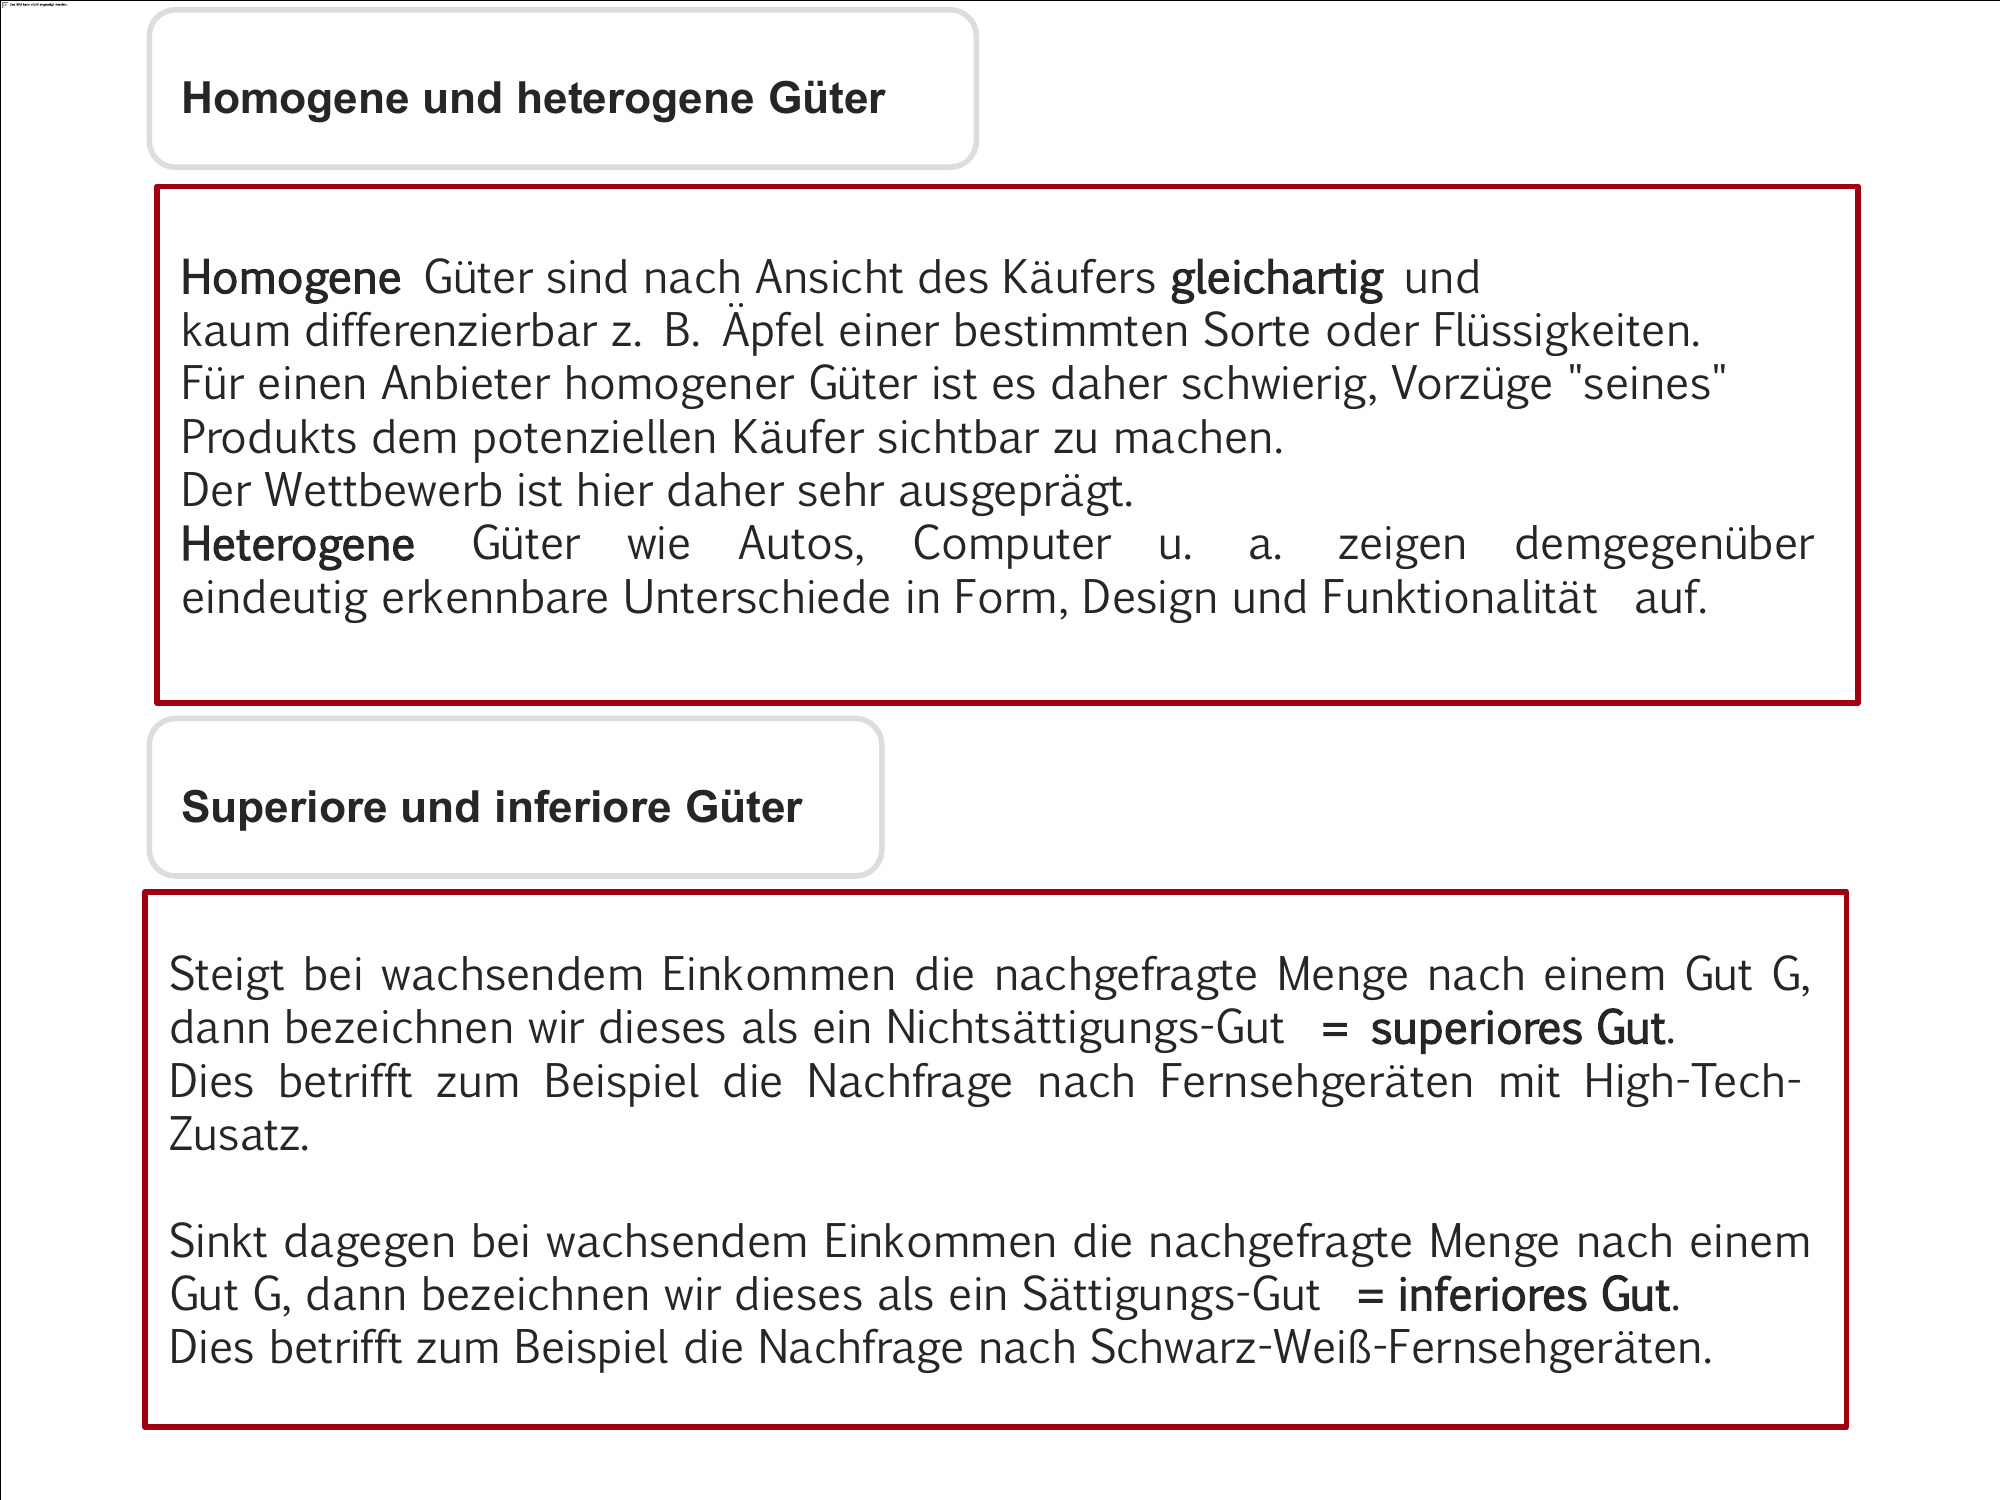 Das Bild kann nicht angezeigt werden.
Homogene und heterogene Güter
Homogene Güter sind nach Ansicht des Käufers gleichartig und
kaum differenzierbar z. B. Äpfel einer bestimmten Sorte oder Flüssigkeiten.
Für einen Anbieter homogener Güter ist es daher schwierig, Vorzüge "seines"
Produkts dem potenziellen Käufer sichtbar zu machen.
Der Wettbewerb ist hier daher sehr ausgeprägt.
Heterogene Güter wie Autos, Computer u. a. zeigen demgegenüber
eindeutig erkennbare Unterschiede in Form, Design und Funktionalität auf.
Superiore und inferiore Güter
Steigt bei wachsendem Einkommen die nachgefragte Menge nach einem Gut G,
dann bezeichnen wir dieses als ein Nichtsättigungs-Gut = superiores Gut.
Dies betrifft zum Beispiel die Nachfrage nach Fernsehgeräten mit High-Tech-
Zusatz.
Sinkt dagegen bei wachsendem Einkommen die nachgefragte Menge nach einem
Gut G, dann bezeichnen wir dieses als ein Sättigungs-Gut = inferiores Gut.
Dies betrifft zum Beispiel die Nachfrage nach Schwarz-Weiß-Fernsehgeräten.